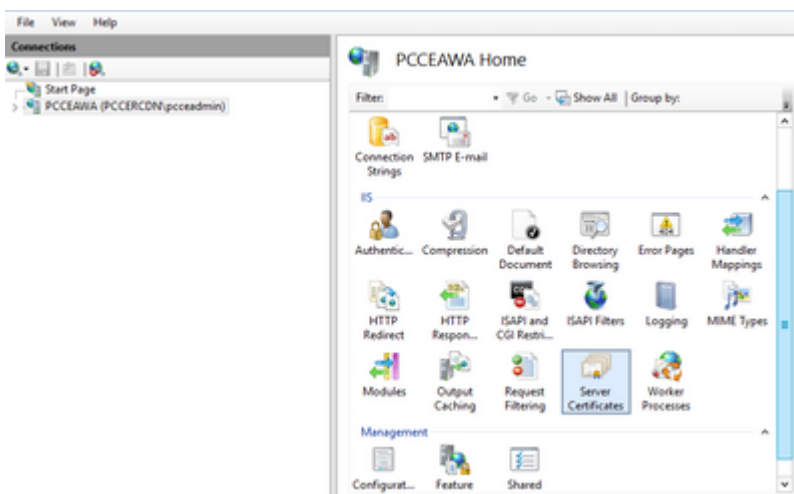 File View Help
Connections
Start Page
PCCEAWA (PCCERCDN\pcceadmin)
PCCEAWA Home
Filter: Go Show All Group by:
Connection Strings
SMTP E-mail
IIS
Authentic...
Compression
Default Document
Directory Browsing
Error Pages
Handler Mappings
HTTP Redirect
HTTP Respon...
ISAPI and CGI Restri...
ISAPI Filters
Logging
MIME Types
Modules
Output Caching
Request Filtering
Server Certificates
Worker Processes
Management
Configurat...
Feature
Shared